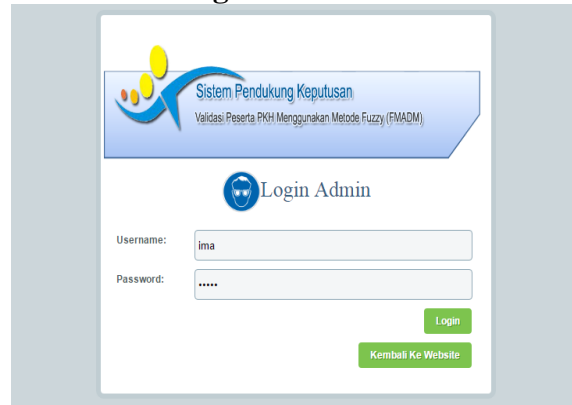 Sistem Pendukung Keputusan
Validasi Peserta PKH Menggunakan Metode Fuzzy (FMADM)
Login Admin
Username:
ima
Password:
•••••
Login
Kembali Ke Website